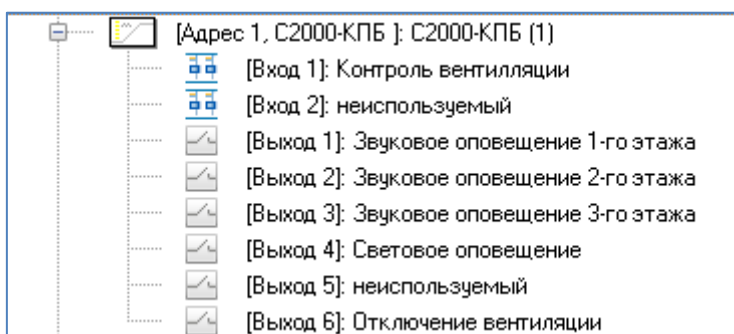 [Адрес 1, С2000-КПБ ]: С2000-КПБ (1)
[Вход 1]: Контроль вентилляции
[Вход 2]: неиспользуемый
[Выход 1]: Звуковое оповещение 1-го этажа
[Выход 2]: Звуковое оповещение 2-го этажа
[Выход 3]: Звуковое оповещение 3-го этажа
[Выход 4]: Световое оповещение
[Выход 5]: неиспользуемый
[Выход 6]: Отключение вентиляции